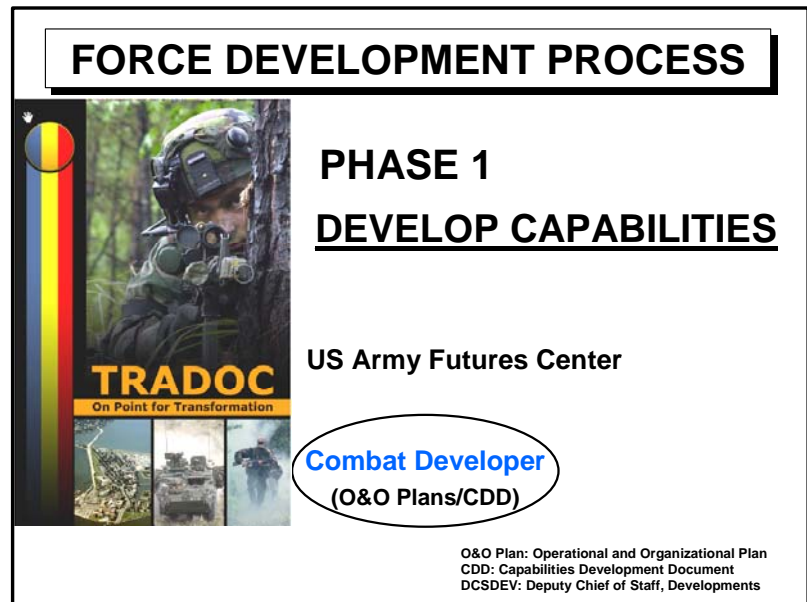 FORCE DEVELOPMENT PROCESS
PHASE 1
DEVELOP CAPABILITIES
US Army Futures Center
TRADOC
On Point for Transformation
Combat Developer
(O&O Plans/CDD)
O&O Plan: Operational and Organizational Plan
CDD: Capabilities Development Document
DCSDEV: Deputy Chief of Staff, Developments